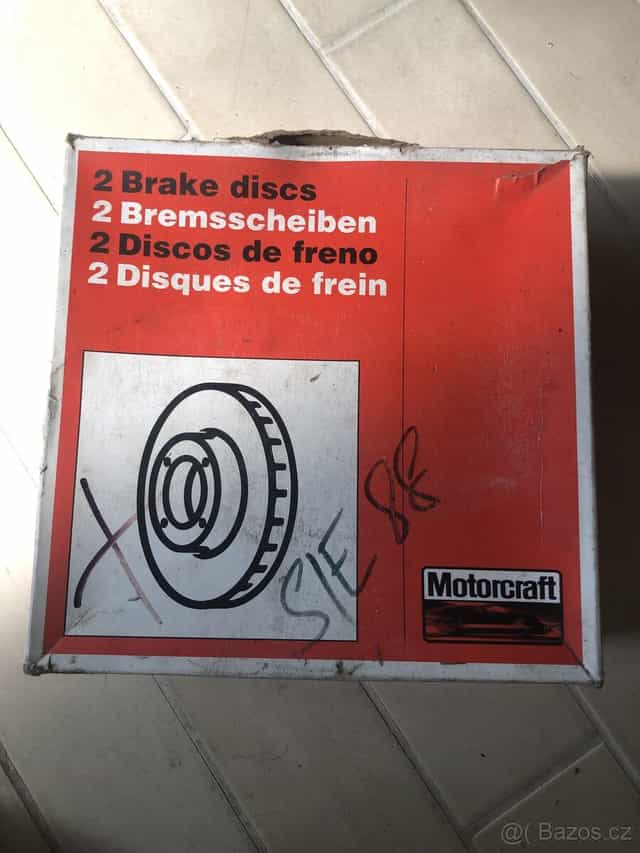 2 Brake discs
2 Bremsscheiben
2 Discos de freno
2 Disques de frein
X
SIE 88
Motorcraft
@( Bazos.cz